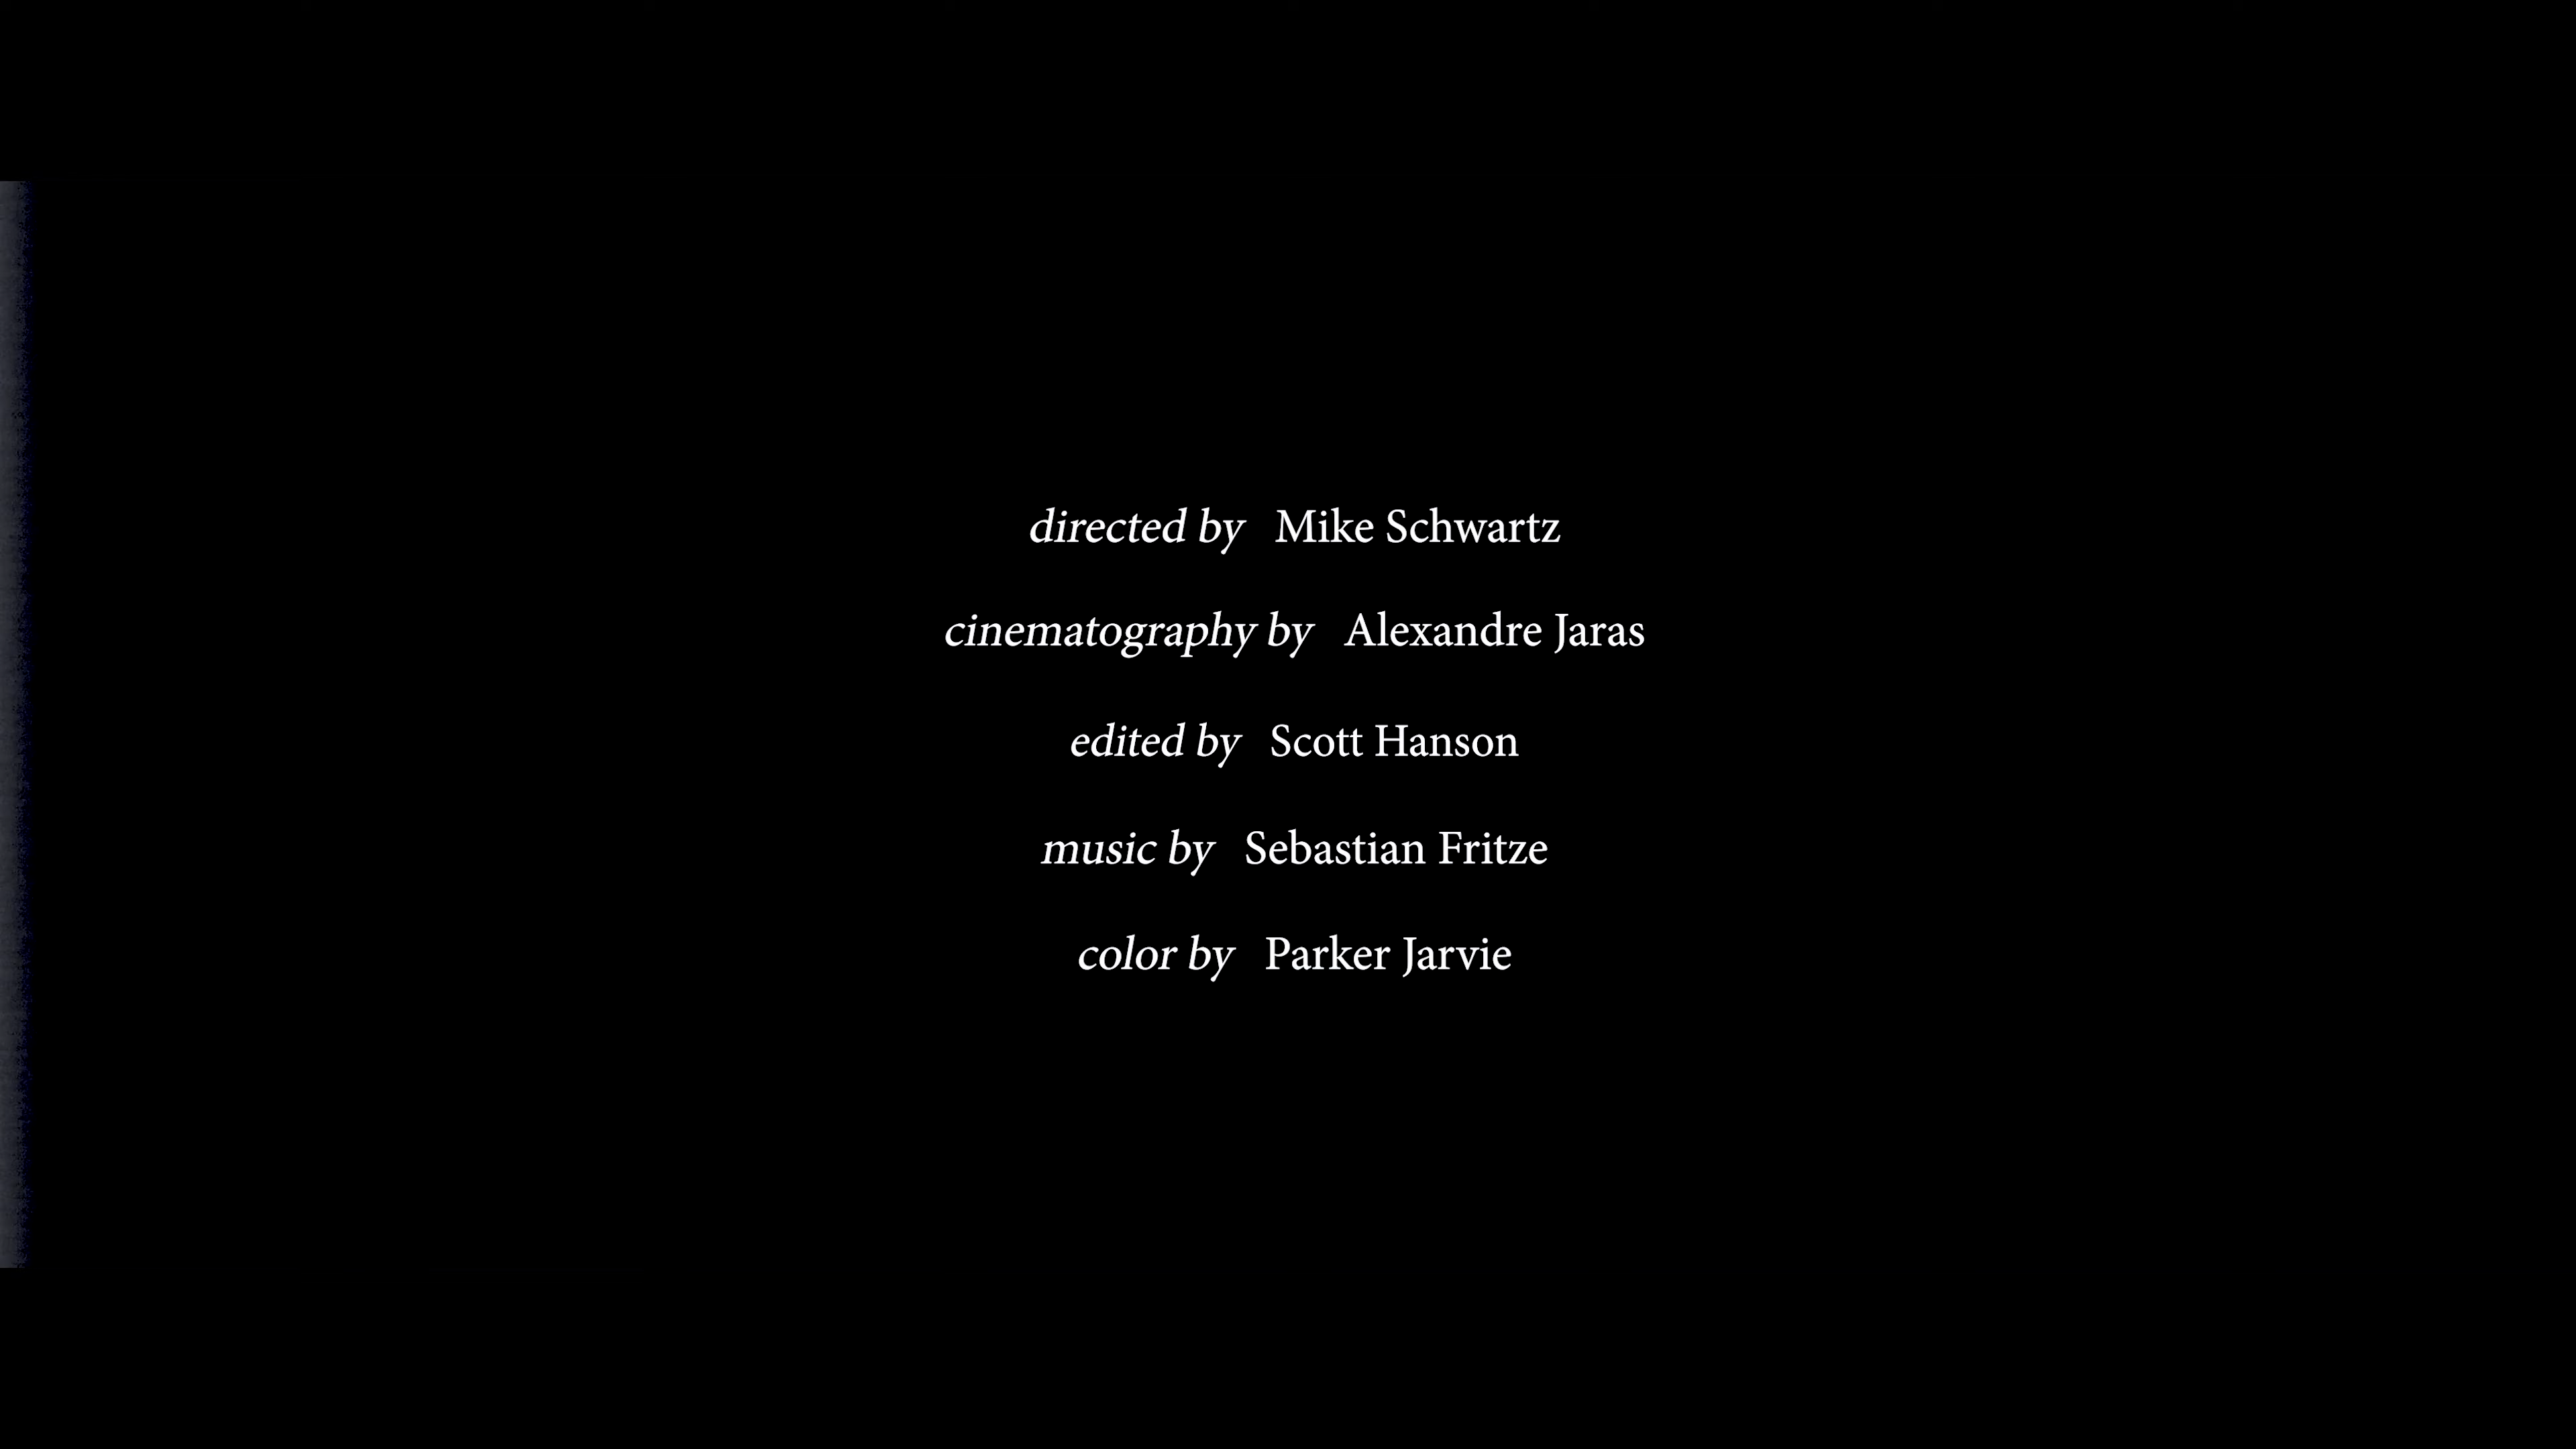 directed by Mike Schwartz
cinematography by Alexandre Jaras
edited by Scott Hanson
music by Sebastian Fritze
color by Parker Jarvie